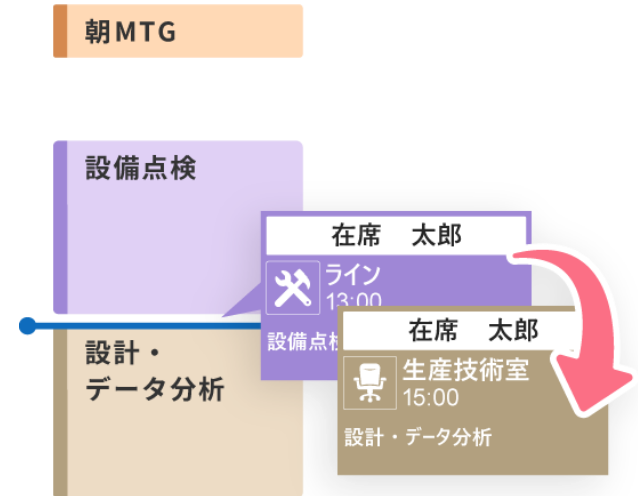 朝MTG
設備点検
在席 太郎
ライン
13:00
設備点検
設計・
データ分析
在席 太郎
生産技術室
15:00
設計・データ分析